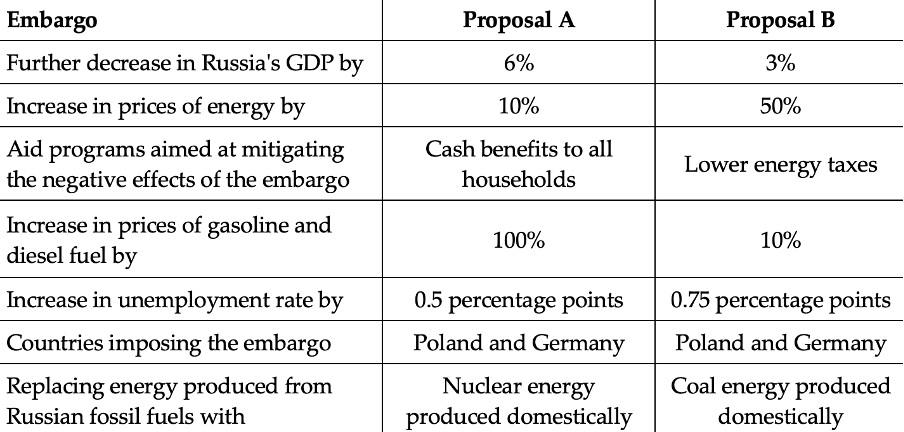 Embargo Proposal A Proposal B
Further decrease in Russia's GDP by 6% 3%
Increase in prices of energy by 10% 50%
Aid programs aimed at mitigating
the negative effects of the embargo
Cash benefits to all
households
Lower energy taxes
Increase in prices of gasoline and
diesel fuel by
100%
10%
Increase in unemployment rate by 0.5 percentage points 0.75 percentage points
Countries imposing the embargo Poland and Germany Poland and Germany
Replacing energy produced from
Russian fossil fuels with
Nuclear energy
produced domestically
Coal energy produced
domestically